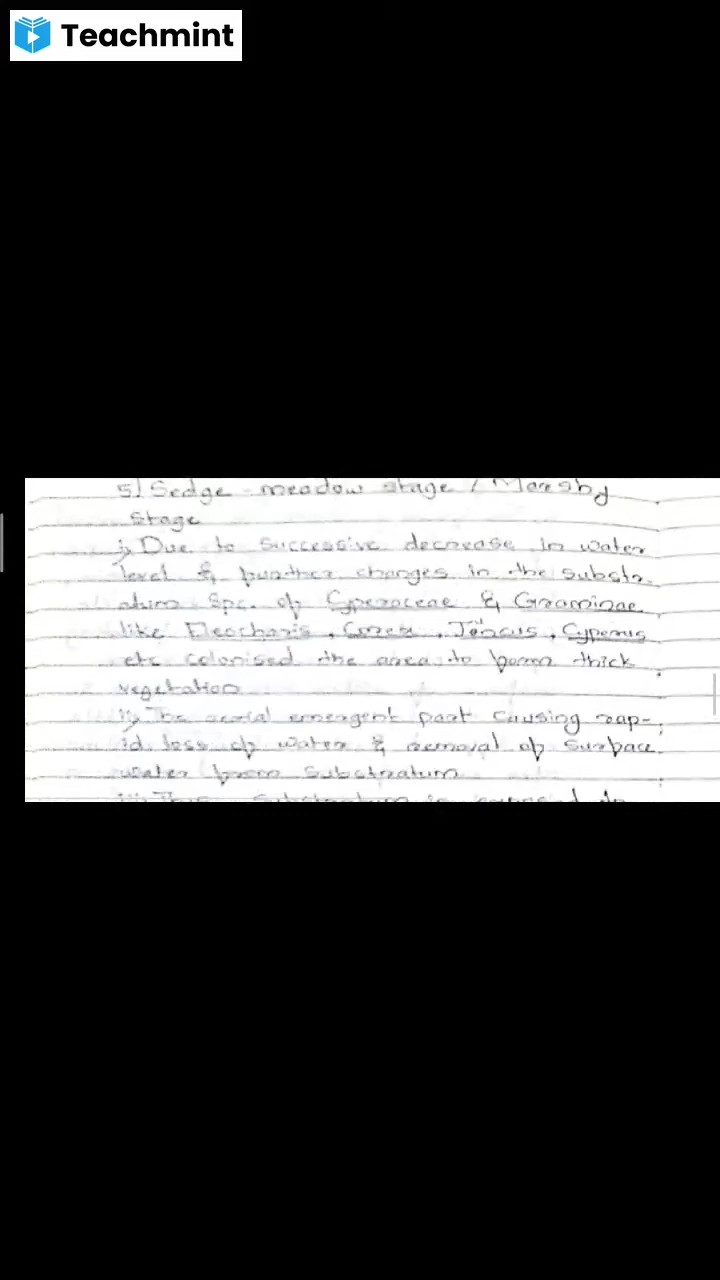 Teachmint
5) Sedge-meadow stage / Marshy
stage
i) Due to successive decrease in water
level & further changes in the substr-
atum Spc. of Cyperaceae & Graminae
like Eleocharis, Carex, Juncus, Cyperus
etc colonised the area to form thick
vegetation
ii) The aerial emergent part causing rap-
id loss of water & removal of surface
water from substratum
substratum is